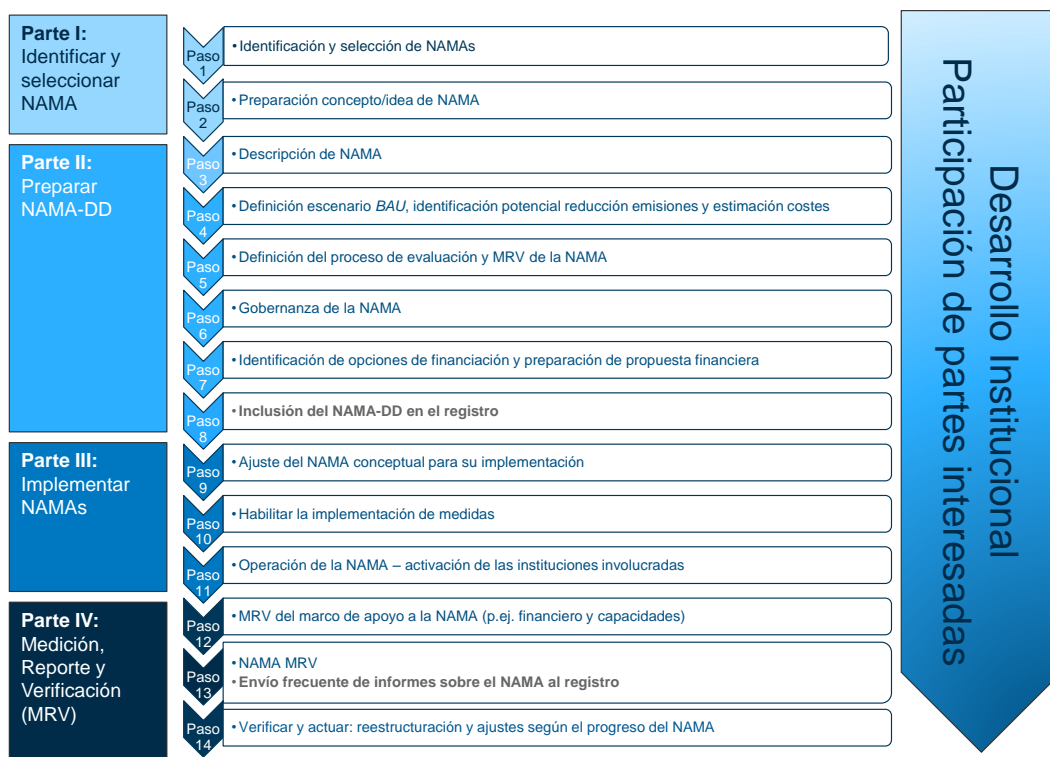 Parte I:
Identificar y
seleccionar
NAMA
Paso
1
• Identificación y selección de NAMAs
Paso
2
• Preparación concepto/idea de NAMA
Parte II:
Preparar
NAMA-DD
Paso
3
• Descripción de NAMA
Paso
4
• Definición escenario BAU, identificación potencial reducción emisiones y estimación costes
Paso
5
• Definición del proceso de evaluación y MRV de la NAMA
Paso
6
• Gobernanza de la NAMA
Paso
7
• Identificación de opciones de financiación y preparación de propuesta financiera
Paso
8
• Inclusión del NAMA-DD en el registro
Parte III:
Implementar
NAMAs
Paso
9
• Ajuste del NAMA conceptual para su implementación
Paso
10
• Habilitar la implementación de medidas
Paso
11
• Operación de la NAMA – activación de las instituciones involucradas
Parte IV:
Medición,
Reporte y
Verificación
(MRV)
Paso
12
• MRV del marco de apoyo a la NAMA (p.ej. financiero y capacidades)
Paso
13
• NAMA MRV
• Envío frecuente de informes sobre el NAMA al registro
Paso
14
• Verificar y actuar: reestructuración y ajustes según el progreso del NAMA
Desarrollo Institucional
Participación de partes interesadas